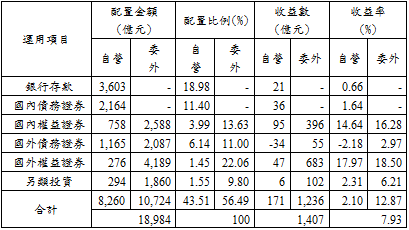 運用項目 配置金額(億元) 配置比例(%) 收益數(億元) 收益率(%)
自營 委外 自營 委外 自營 委外 自營 委外
銀行存款 3,603 - 18.98 - 21 - 0.66 -
國內債務證券 2,164 - 11.40 - 36 - 1.64 -
國內權益證券 758 2,588 3.99 13.63 95 396 14.64 16.28
國外債務證券 1,165 2,087 6.14 11.00 -34 55 -2.18 2.97
國外權益證券 276 4,189 1.45 22.06 47 683 17.97 18.50
另類投資 294 1,860 1.55 9.80 6 102 2.31 6.21
合計 8,260 10,724 43.51 56.49 171 1,236 2.10 12.87
18,984 100 1,407 7.93